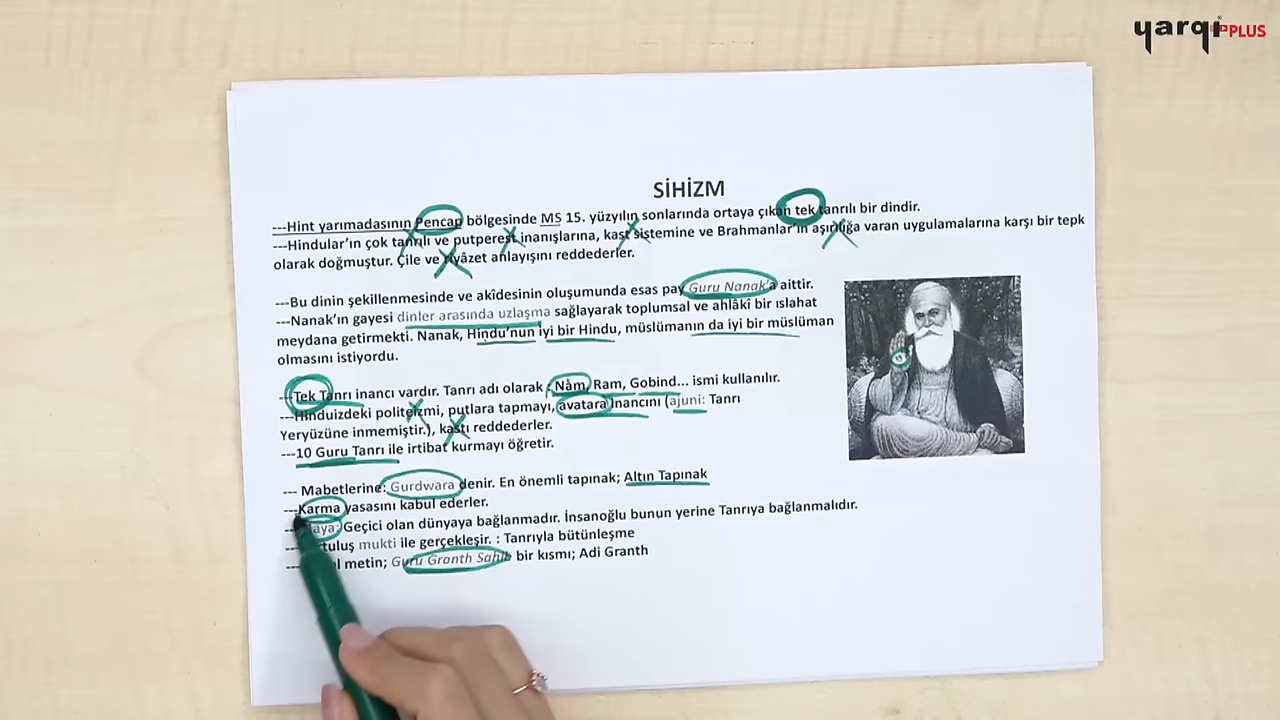 yargı PLUS
SİHİZM
---Hint yarımadasının Pencap bölgesinde MS 15. yüzyılın sonlarında ortaya çıkan tek tanrılı bir dindir.
---Hindular'ın çok tanrılı ve putperest inanışlarına, kast sistemine ve Brahmanlar'ın aşırılığa varan uygulamalarına karşı bir tepk
olarak doğmuştur. Çile ve riyâzet anlayışını reddederler.
---Bu dinin şekillenmesinde ve akîdesinin oluşumunda esas pay Guru Nanak'a aittir.
---Nanak'ın gayesi dinler arasında uzlaşma sağlayarak toplumsal ve ahlâkî bir ıslahat
meydana getirmekti. Nanak, Hindu'nun iyi bir Hindu, müslümanın da iyi bir müslüman
olmasını istiyordu.
---Tek Tanrı inancı vardır. Tanrı adı olarak ; Nâm, Ram, Gobind... ismi kullanılır.
---Hinduizdeki politeizmi, putlara tapmayı, avatara inancını (ajuni: Tanrı
Yeryüzüne inmemiştir.), kastı reddederler.
---10 Guru Tanrı ile irtibat kurmayı öğretir.
--- Mabetlerine; Gurdwara denir. En önemli tapınak; Altın Tapınak
---Karma yasasını kabul ederler.
Geçici olan dünyaya bağlanmadır. İnsanoğlu bunun yerine Tanrıya bağlanmalıdır.
mukti ile gerçekleşir. : Tanrıyla bütünleşme
metin; Guru Granth Sahib bir kısmı; Adi Granth